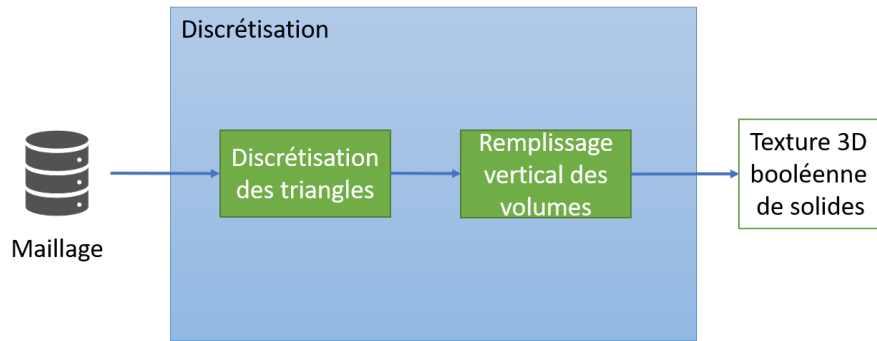 Discrétisation
Maillage
Discrétisation
des triangles
Remplissage
vertical des
volumes
Texture 3D
booléenne
de solides